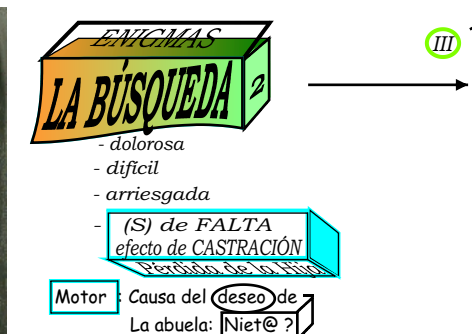 ENIGMAS
LA BÚSQUEDA 2
III
- dolorosa
- difícil
- arriesgada
- (S) de FALTA
efecto de CASTRACIÓN
Pérdida de la Hija
Motor : Causa del deseo de
La abuela: Niet@ ?